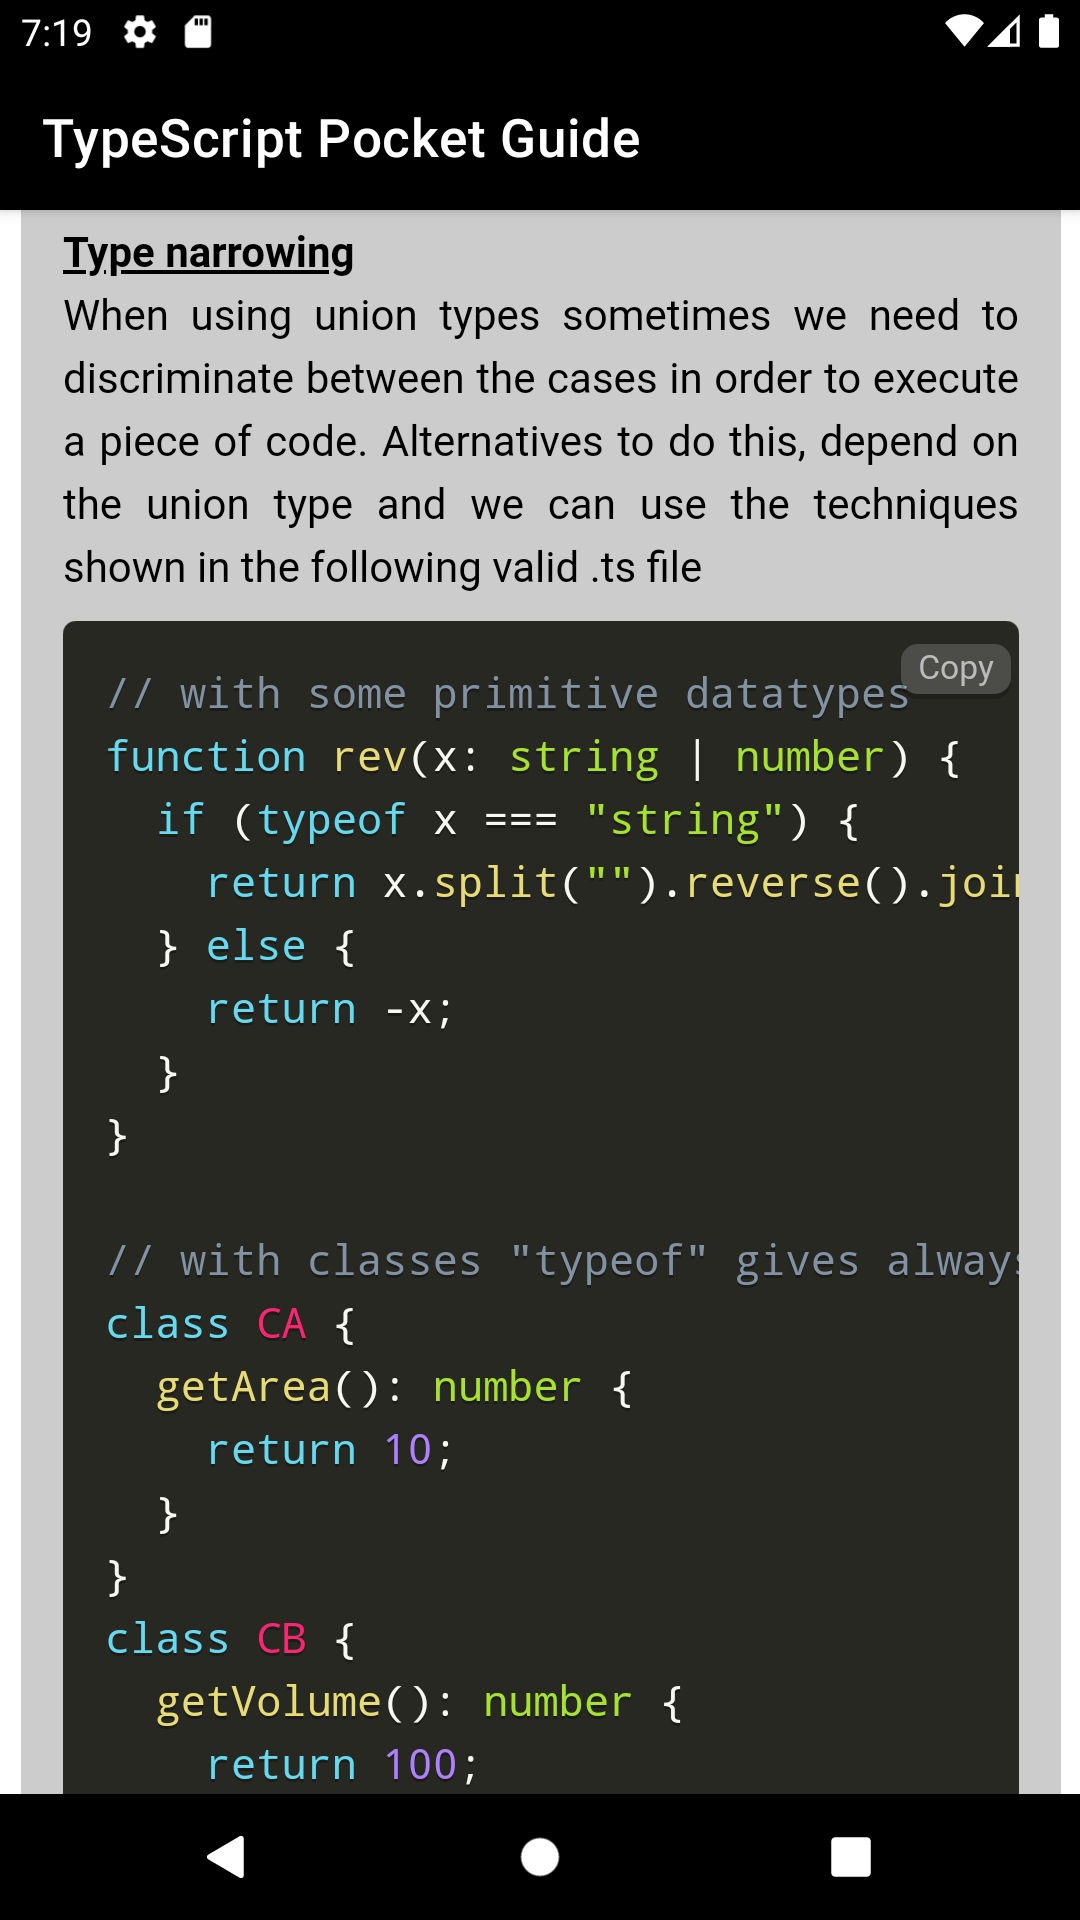 7:19
TypeScript Pocket Guide
Type narrowing
When using union types sometimes we need to
discriminate between the cases in order to execute
a piece of code. Alternatives to do this, depend on
the union type and we can use the techniques
shown in the following valid .ts file
Copy
// with some primitive datatypes
function rev(x: string | number) {
  if (typeof x === "string") {
    return x.split("").reverse().join
  } else {
    return -x;
  }
}
// with classes "typeof" gives always
class CA {
  getArea(): number {
    return 10;
  }
}
class CB {
  getVolume(): number {
    return 100;